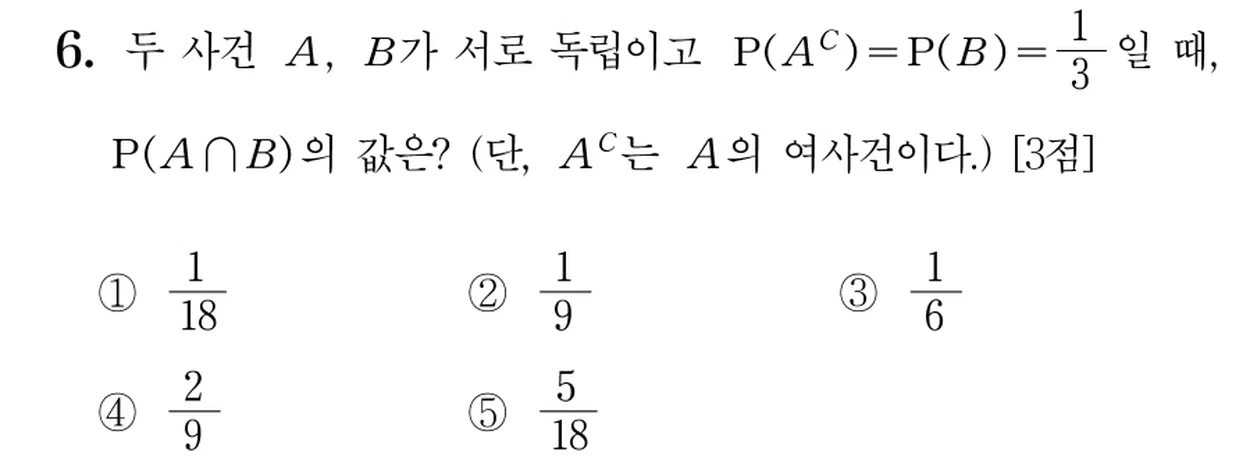 6. 두 사건 A, B가 서로 독립이고 P(A^C)=P(B)=1/3일 때,
P(A∩B)의 값은? (단, A^C는 A의 여사건이다.) [3점]
① 1/18 ② 1/9 ③ 1/6
④ 2/9 ⑤ 5/18